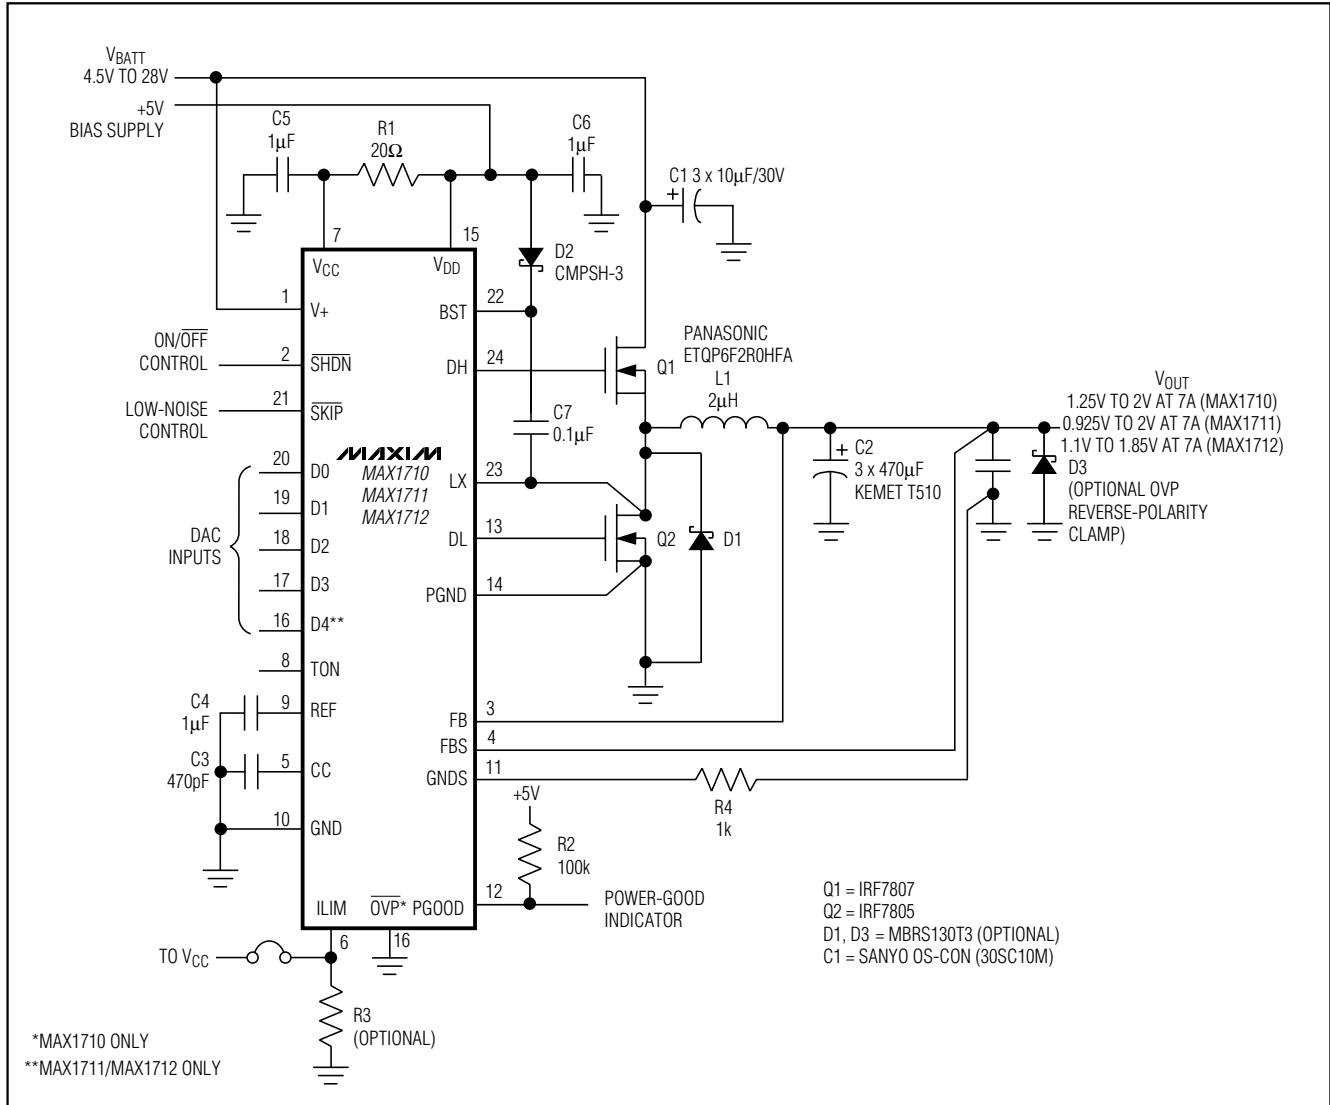 VBATT
4.5V TO 28V
+5V
BIAS SUPPLY
C5
1μF
R1
20Ω
C6
1μF
C1 3 x 10μF/30V
+
7
15
VCC
VDD
D2
CMPSH-3
1
V+
BST
22
ON/OFF
CONTROL
2
SHDN
DH
24
Q1
PANASONIC
ETQP6F2R0HFA
L1
2μH
LOW-NOISE
CONTROL
21
SKIP
C7
0.1μF
VOUT
1.25V TO 2V AT 7A (MAX1710)
0.925V TO 2V AT 7A (MAX1711)
1.1V TO 1.85V AT 7A (MAX1712)
MAXIM
MAX1710
MAX1711
MAX1712
DAC
INPUTS
20
D0
19
D1
18
D2
17
D3
16
D4**
LX
23
DL
13
Q2
D1
PGND
14
+
C2
3 x 470μF
KEMET T510
D3
(OPTIONAL OVP
REVERSE-POLARITY
CLAMP)
8
TON
C4
1μF
9
REF
FB
3
FBS
4
C3
470pF
5
CC
GNDS
11
R4
1k
10
GND
+5V
R2
100k
ILIM
OVP*
PGOOD
12
POWER-GOOD
INDICATOR
6
16
TO VCC
R3
(OPTIONAL)
Q1 = IRF7807
Q2 = IRF7805
D1, D3 = MBRS130T3 (OPTIONAL)
C1 = SANYO OS-CON (30SC10M)
*MAX1710 ONLY
**MAX1711/MAX1712 ONLY